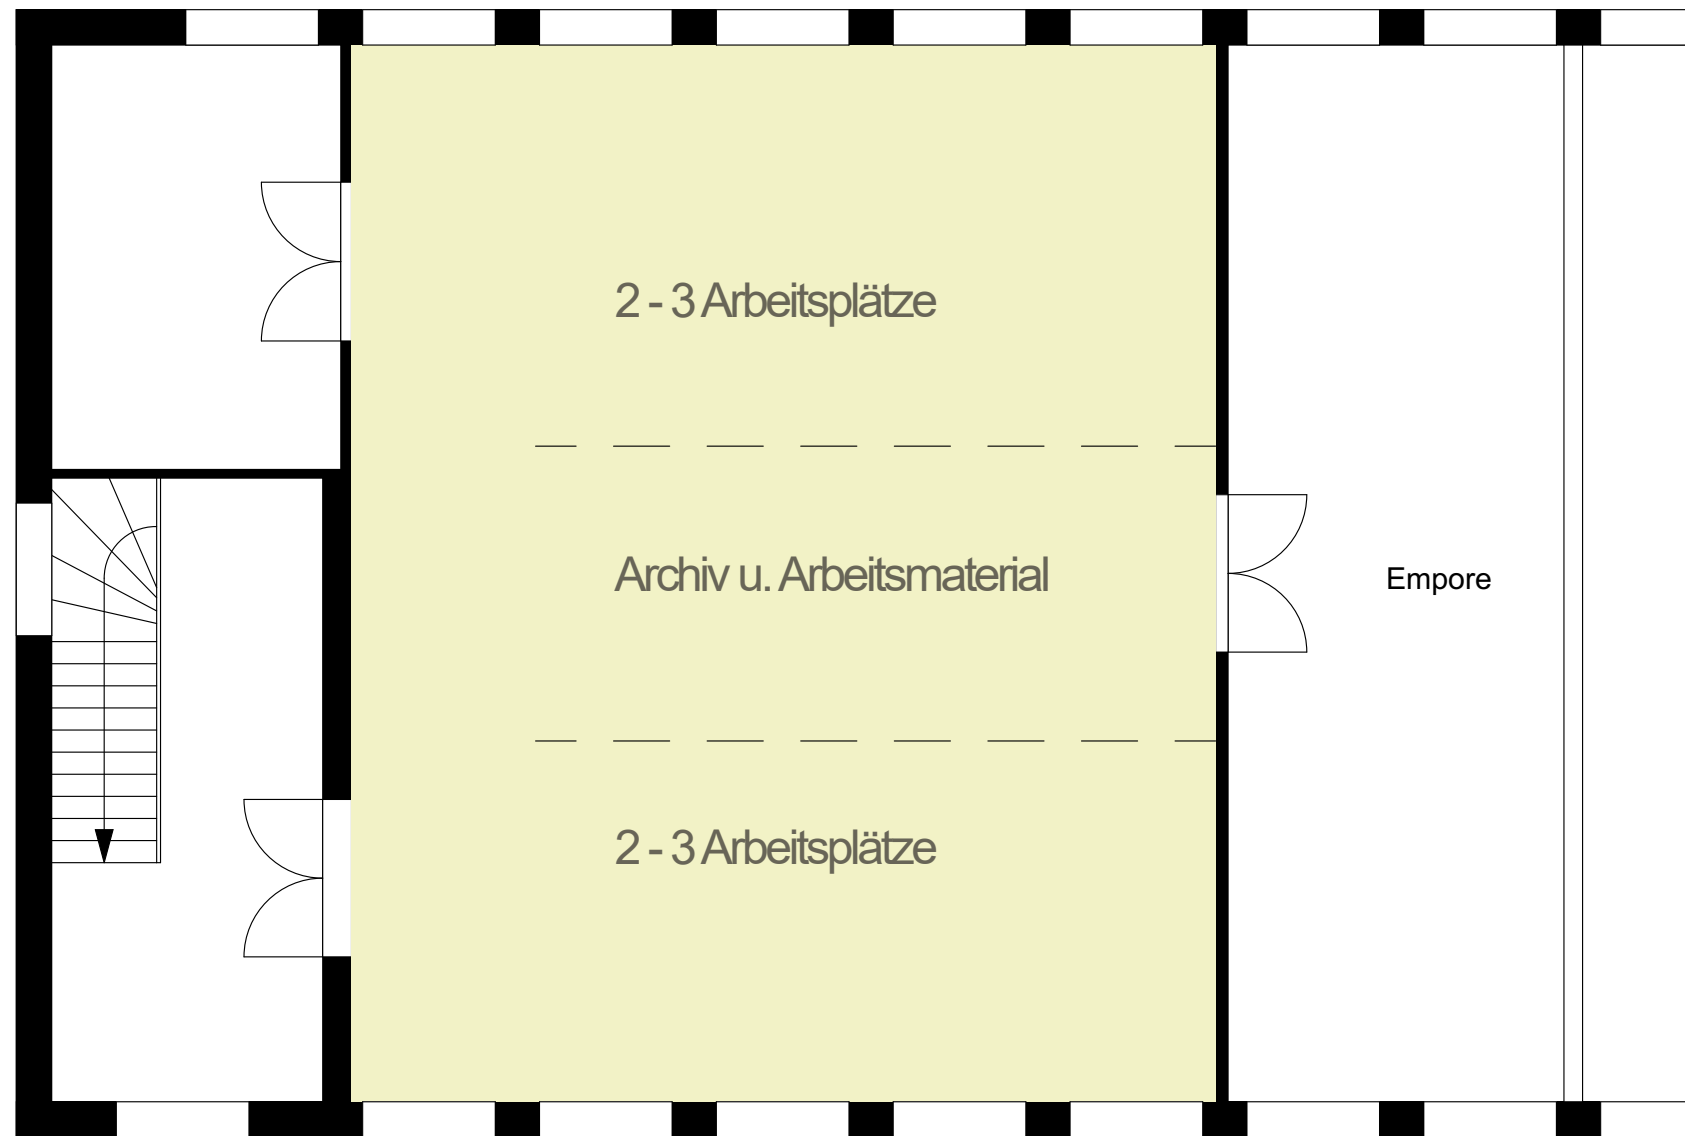 2 - 3 Arbeitsplätze
Archiv u. Arbeitsmaterial
Empore
2 - 3 Arbeitsplätze